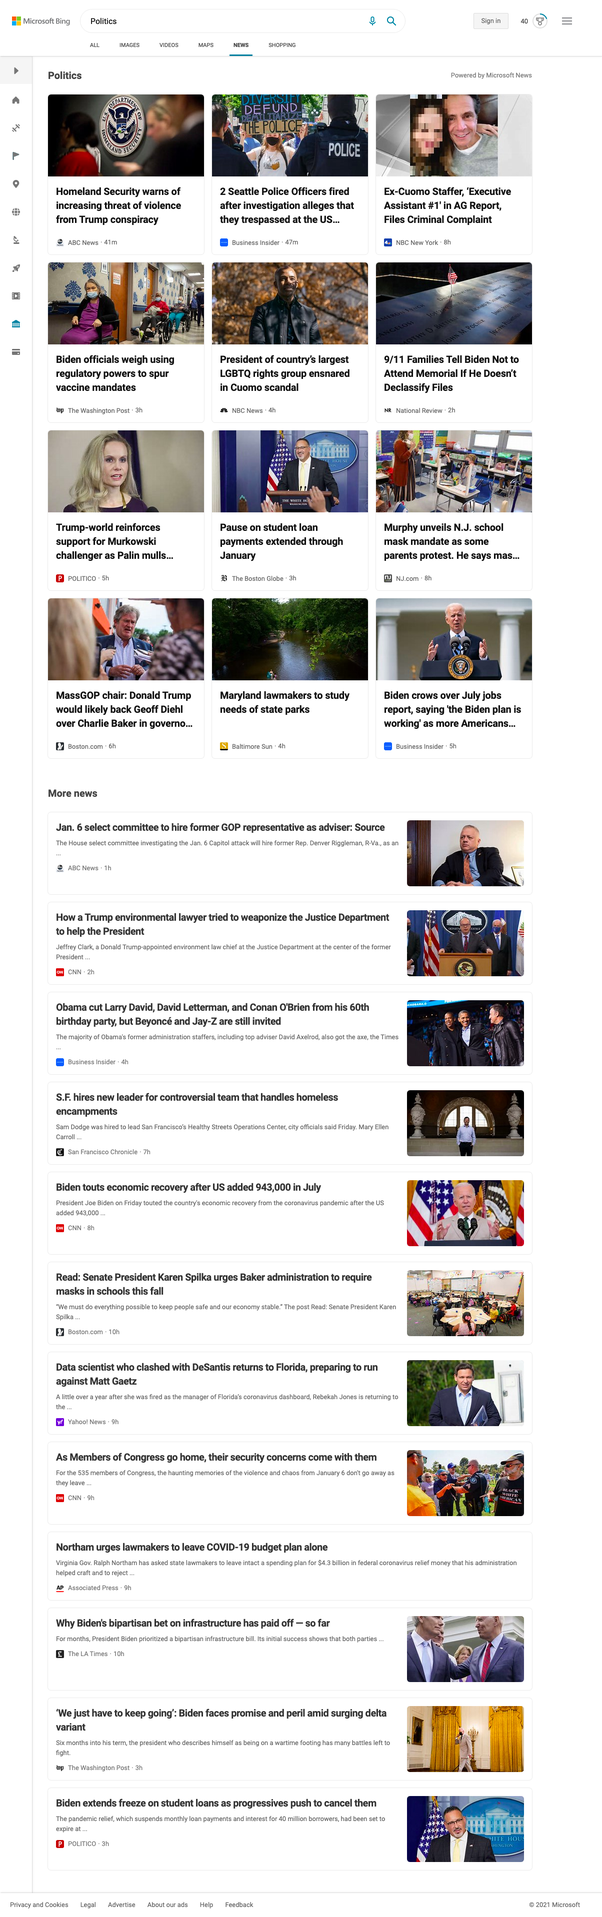 Microsoft Bing
Politics
Sign in
40
ALL IMAGES VIDEOS MAPS NEWS SHOPPING
Politics
Powered by Microsoft News
Homeland Security warns of
increasing threat of violence
from Trump conspiracy
ABC News · 41m
DIVERSIFY
DEFUND
THE POLICE
POLICE
2 Seattle Police Officers fired
after investigation alleges that
they trespassed at the US...
Business Insider · 47m
Ex-Cuomo Staffer, 'Executive
Assistant #1' in AG Report,
Files Criminal Complaint
NBC New York · 8h
Biden officials weigh using
regulatory powers to spur
vaccine mandates
The Washington Post · 3h
President of country's largest
LGBTQ rights group ensnared
in Cuomo scandal
NBC News · 4h
9/11 Families Tell Biden Not to
Attend Memorial If He Doesn't
Declassify Files
National Review · 2h
Trump-world reinforces
support for Murkowski
challenger as Palin mulls...
POLITICO · 5h
Pause on student loan
payments extended through
January
The Boston Globe · 3h
Murphy unveils N.J. school
mask mandate as some
parents protest. He says mas...
NJ.com · 8h
MassGOP chair: Donald Trump
would likely back Geoff Diehl
over Charlie Baker in governo...
Boston.com · 6h
Maryland lawmakers to study
needs of state parks
Baltimore Sun · 4h
Biden crows over July jobs
report, saying 'the Biden plan is
working' as more Americans...
Business Insider · 5h
More news
Jan. 6 select committee to hire former GOP representative as adviser: Source
The House select committee investigating the Jan. 6 Capitol attack will hire former Rep. Denver Riggleman, R-Va., as an
...
ABC News · 1h
How a Trump environmental lawyer tried to weaponize the Justice Department
to help the President
Jeffrey Clark, a Donald Trump-appointed environment law chief at the Justice Department at the center of the former
President ...
CNN · 2h
Obama cut Larry David, David Letterman, and Conan O'Brien from his 60th
birthday party, but Beyoncé and Jay-Z are still invited
The majority of Obama's former administration staffers, including top adviser David Axelrod, also got the axe, the Times
...
Business Insider · 4h
S.F. hires new leader for controversial team that handles homeless
encampments
Sam Dodge was hired to lead San Francisco's Healthy Streets Operations Center, city officials said Friday. Mary Ellen
Carroll ...
San Francisco Chronicle · 7h
Biden touts economic recovery after US added 943,000 in July
President Joe Biden on Friday touted the country's economic recovery from the coronavirus pandemic after the US
added 943,000 ...
CNN · 8h
Read: Senate President Karen Spilka urges Baker administration to require
masks in schools this fall
"We must do everything possible to keep people safe and our economy stable." The post Read: Senate President Karen
Spilka ...
Boston.com · 10h
Data scientist who clashed with DeSantis returns to Florida, preparing to run
against Matt Gaetz
A little over a year after she was fired as the manager of Florida's coronavirus dashboard, Rebekah Jones is returning to
the ...
Yahoo! News · 9h
As Members of Congress go home, their security concerns come with them
For the 535 members of Congress, the haunting memories of the violence and chaos from January 6 don't go away as
they leave ...
CNN · 9h
Northam urges lawmakers to leave COVID-19 budget plan alone
Virginia Gov. Ralph Northam has asked state lawmakers to leave intact a spending plan for $4.3 billion in federal coronavirus relief money that his administration
helped craft and to reject ...
Associated Press · 9h
Why Biden's bipartisan bet on infrastructure has paid off — so far
For months, President Biden prioritized a bipartisan infrastructure bill. Its initial success shows that both parties ...
The LA Times · 10h
'We just have to keep going': Biden faces promise and peril amid surging delta
variant
Six months into his term, the president who describes himself as being on a wartime footing has many battles left to
fight.
The Washington Post · 3h
Biden extends freeze on student loans as progressives push to cancel them
The pandemic relief, which suspends monthly loan payments and interest for 40 million borrowers, had been set to
expire at ...
POLITICO · 3h
Privacy and Cookies Legal Advertise About our ads Help Feedback
© 2021 Microsoft